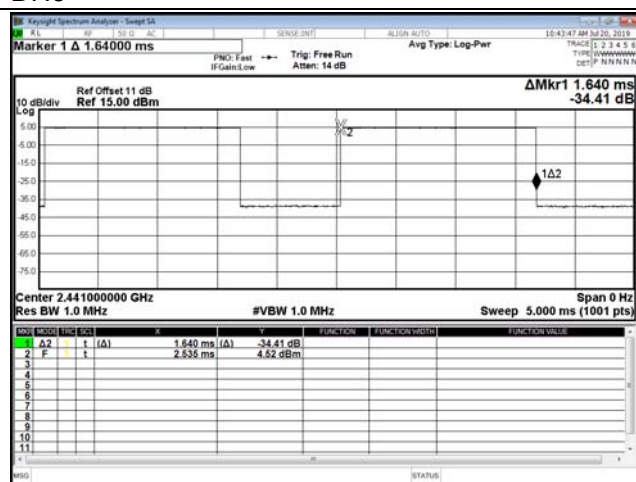 Keysight Spectrum Analyzer - Swept SA
RL RF 50 Ω AC SENSE:INT ALIGN AUTO 10:43:47 AM Jul 20, 2019
Marker 1 Δ 1.64000 ms
PNO: Fast
IFGain:Low
Trig: Free Run
Atten: 14 dB
Avg Type: Log-Pwr
TRACE 1 2 3 4 5 6
TYPE WWWWWW
DET P N N N N N
ΔMkr1 1.640 ms
-34.41 dB
Ref Offset 11 dB
10 dB/div Ref 15.00 dBm
Log
5.00
-5.00
-15.0
-25.0
-35.0
-45.0
-55.0
-65.0
-75.0
2
1Δ2
Center 2.441000000 GHz Span 0 Hz
Res BW 1.0 MHz #VBW 1.0 MHz Sweep 5.000 ms (1001 pts)
MKR MODE TRC SCL X Y FUNCTION FUNCTION WIDTH FUNCTION VALUE
1 Δ2 1 t (Δ) 1.640 ms (Δ) -34.41 dB
2 F 1 t 2.535 ms 4.52 dBm
3
4
5
6
7
8
9
10
11
MSG STATUS